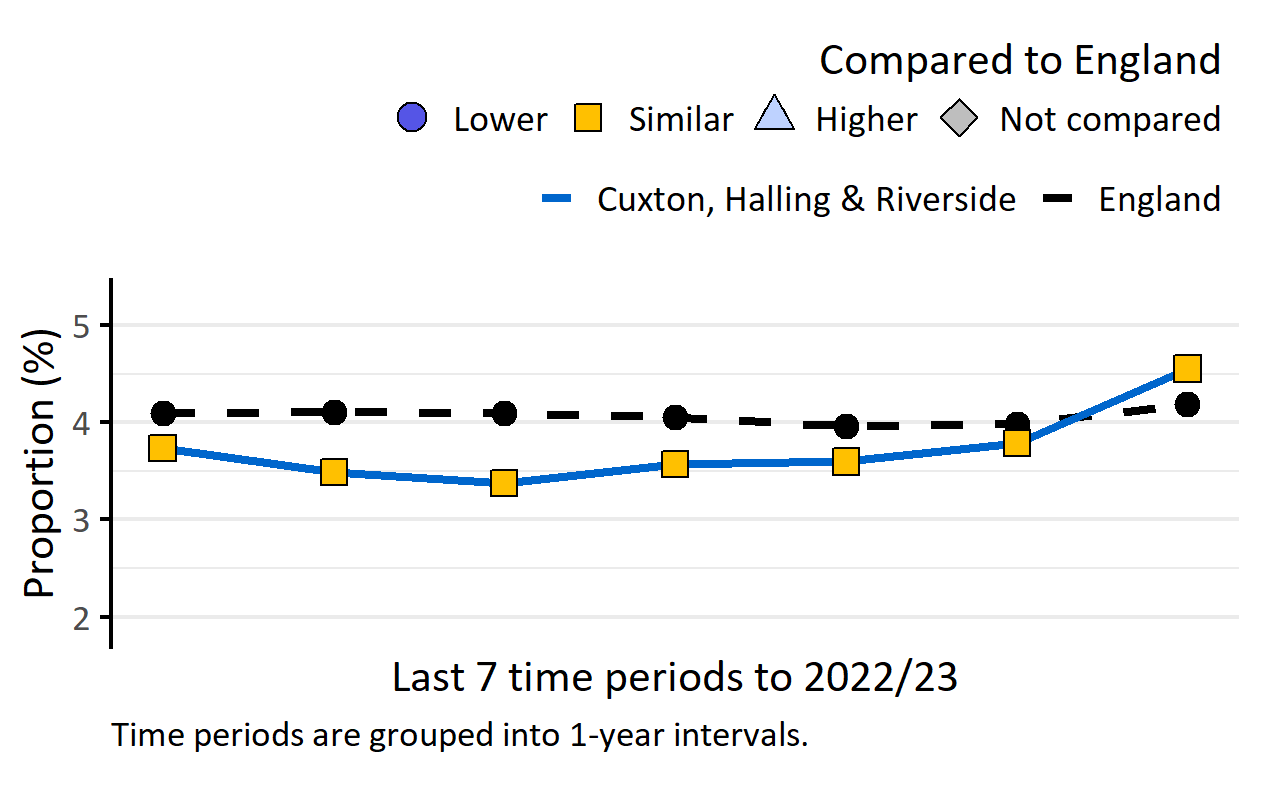 Compared to England
Lower Similar Higher Not compared
Cuxton, Halling & Riverside England
Proportion (%)
5
4
3
2
Last 7 time periods to 2022/23
Time periods are grouped into 1-year intervals.